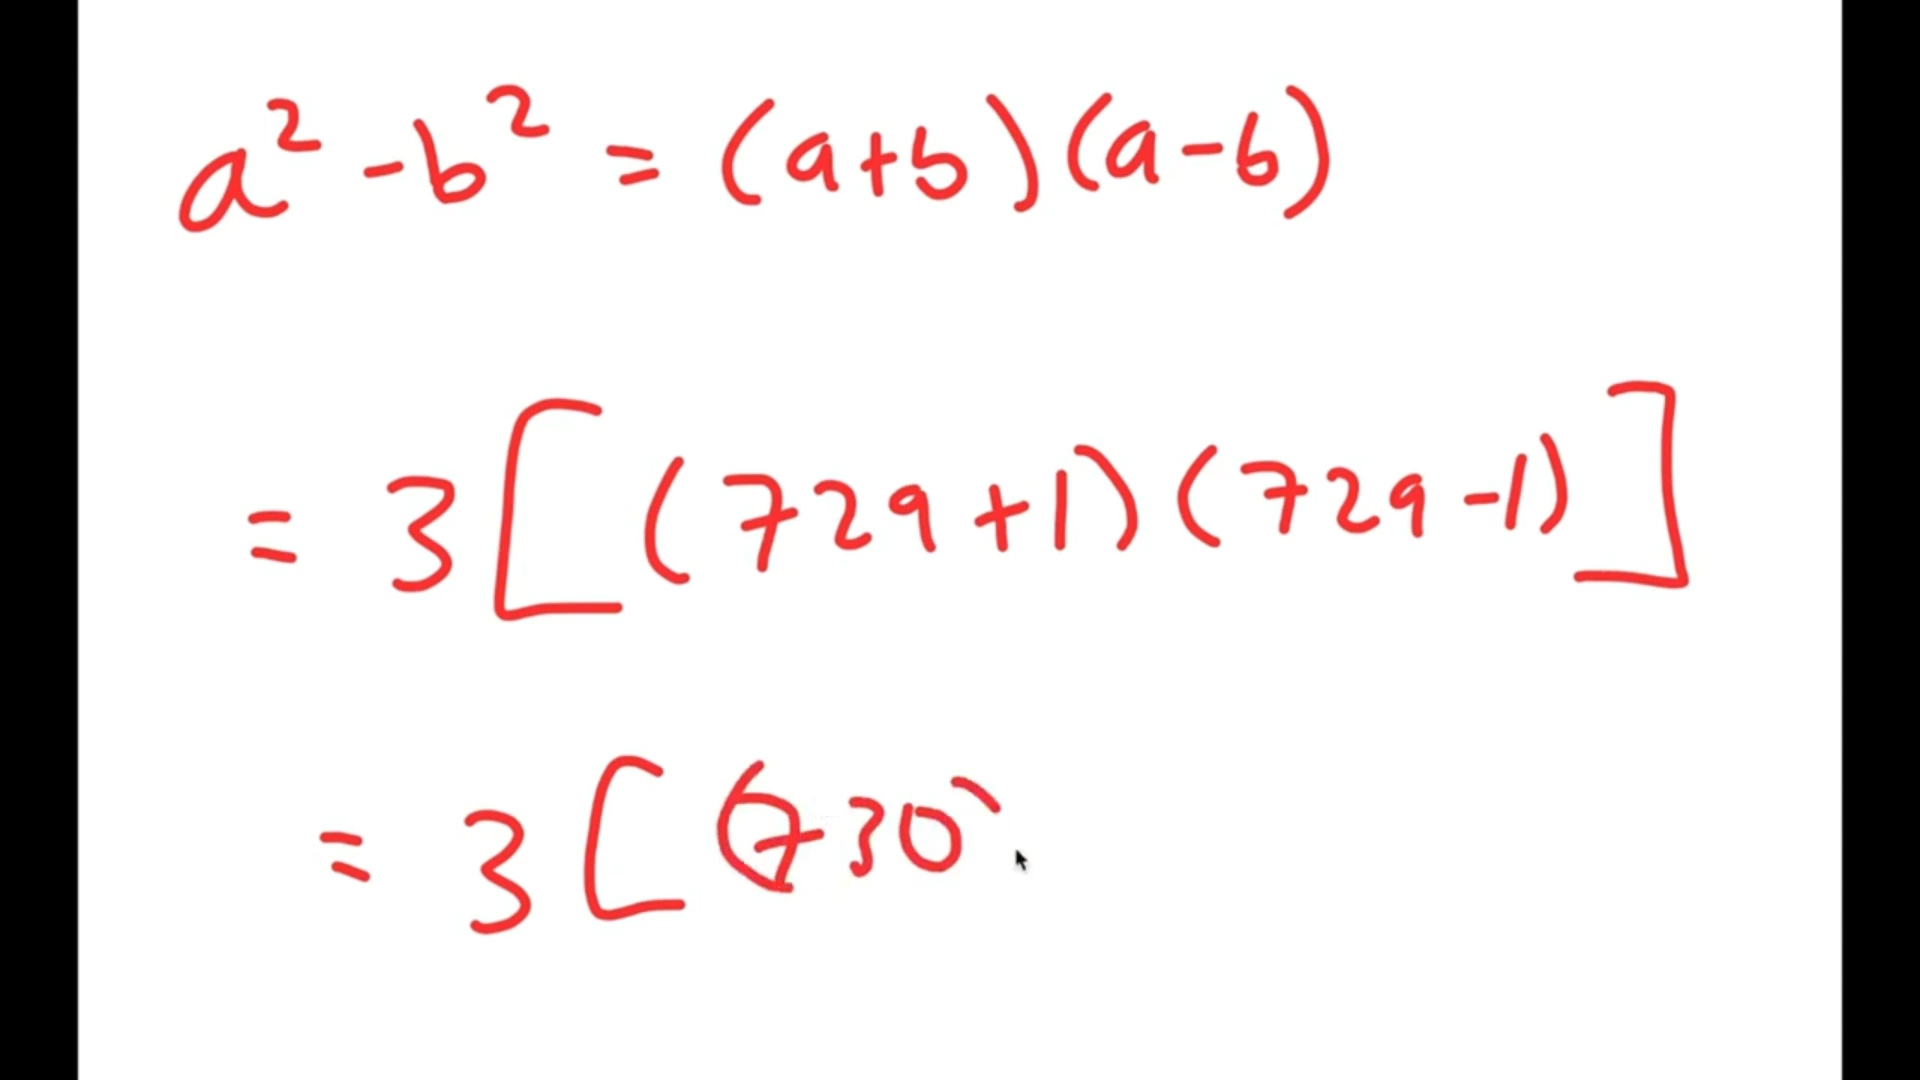 a² - b² = (a+b)(a-b)
= 3[(729+1)(729-1)]
= 3[(730)